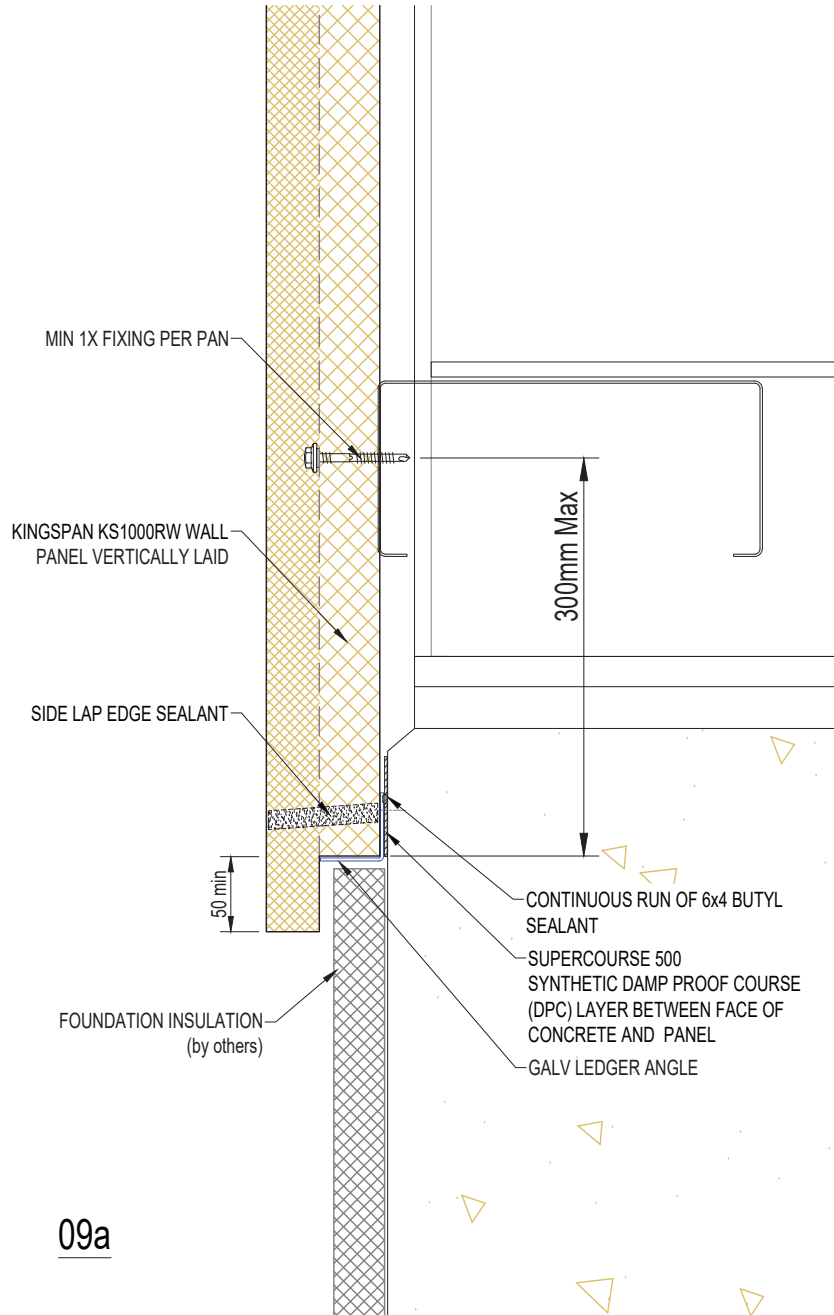 MIN 1X FIXING PER PAN
KINGSPAN KS1000RW WALL
PANEL VERTICALLY LAID
300mm Max
SIDE LAP EDGE SEALANT
50 min
CONTINUOUS RUN OF 6x4 BUTYL
SEALANT
SUPERCOURSE 500
SYNTHETIC DAMP PROOF COURSE
(DPC) LAYER BETWEEN FACE OF
CONCRETE AND PANEL
FOUNDATION INSULATION
(by others)
GALV LEDGER ANGLE
09a